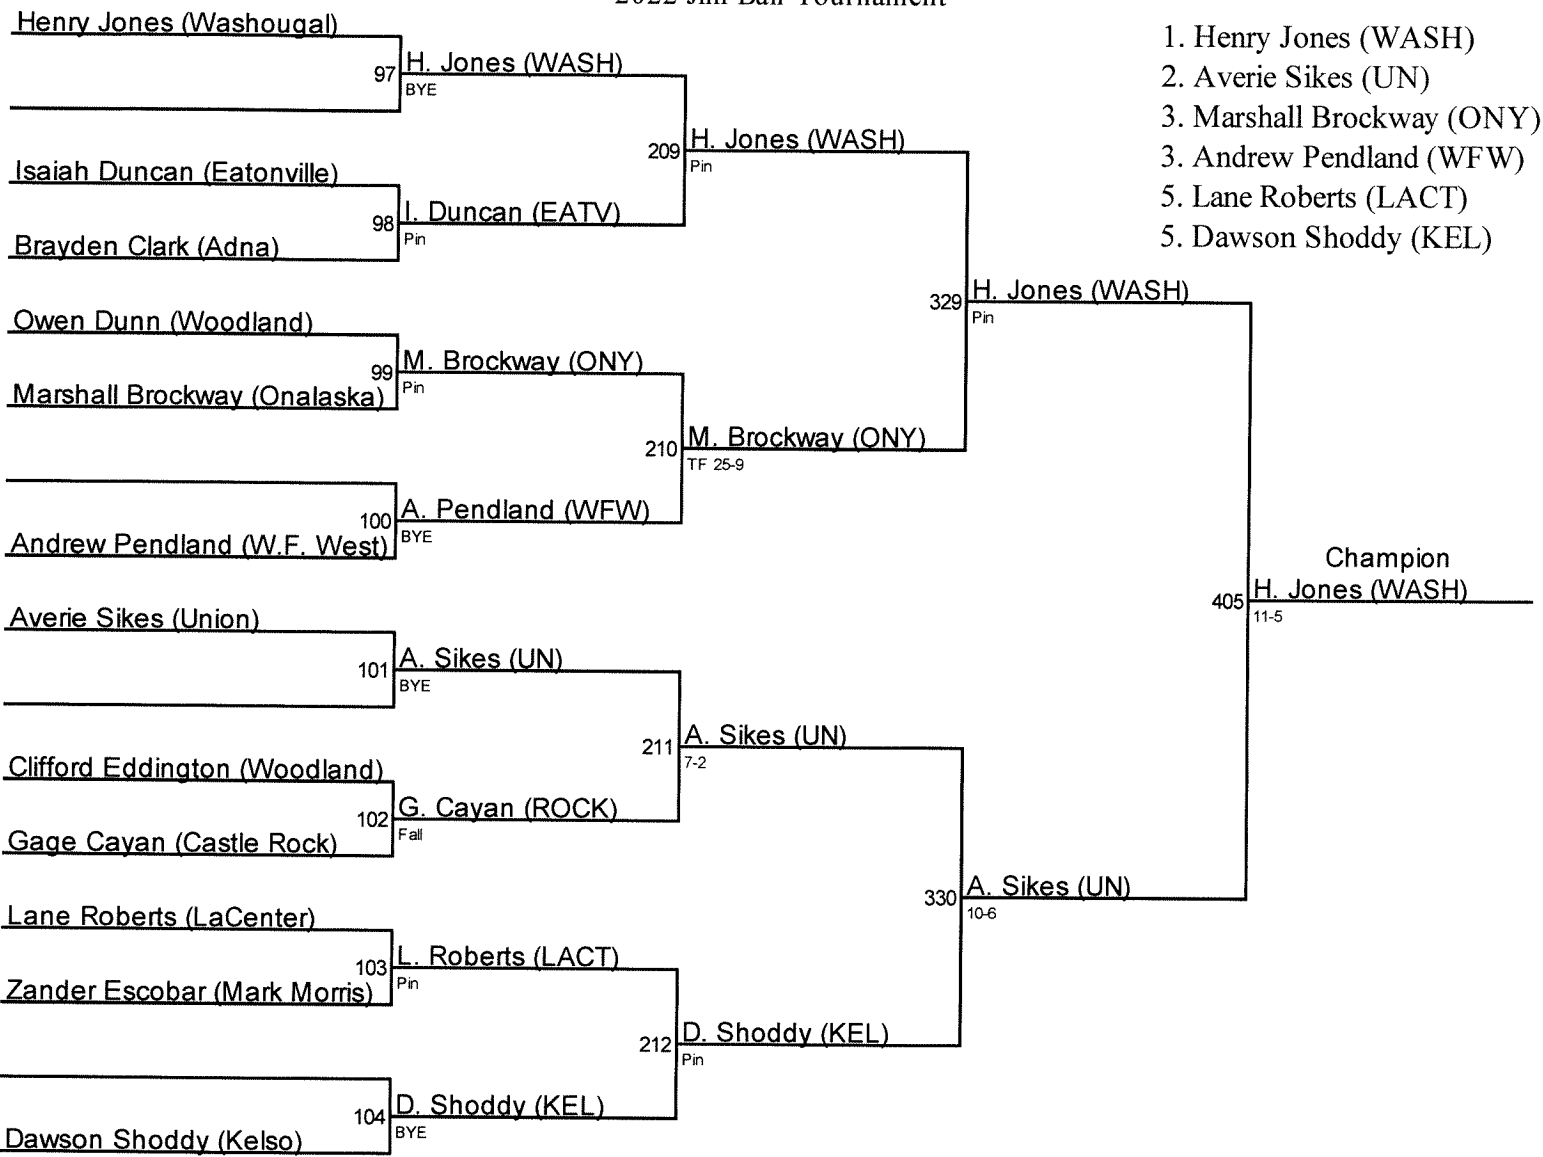 2022 Jim Bair Tournament
Henry Jones (Washougal)
97
H. Jones (WASH)
BYE
209
H. Jones (WASH)
Pin
Isaiah Duncan (Eatonville)
98
I. Duncan (EATV)
Pin
Brayden Clark (Adna)
329
H. Jones (WASH)
Pin
Owen Dunn (Woodland)
99
M. Brockway (ONY)
Pin
Marshall Brockway (Onalaska)
210
M. Brockway (ONY)
TF 25-9
100
A. Pendland (WFW)
BYE
Andrew Pendland (W.F. West)
Champion
405
H. Jones (WASH)
11-5
Averie Sikes (Union)
101
A. Sikes (UN)
BYE
211
A. Sikes (UN)
7-2
Clifford Eddington (Woodland)
102
G. Cayan (ROCK)
Fall
Gage Cayan (Castle Rock)
330
A. Sikes (UN)
10-6
Lane Roberts (LaCenter)
103
L. Roberts (LACT)
Pin
Zander Escobar (Mark Morris)
212
D. Shoddy (KEL)
Pin
104
D. Shoddy (KEL)
BYE
Dawson Shoddy (Kelso)
1. Henry Jones (WASH)
2. Averie Sikes (UN)
3. Marshall Brockway (ONY)
3. Andrew Pendland (WFW)
5. Lane Roberts (LACT)
5. Dawson Shoddy (KEL)